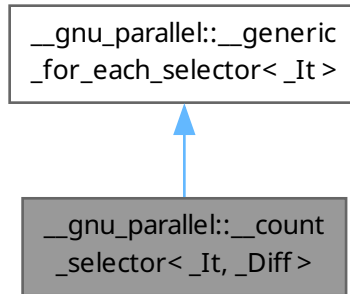 __gnu_parallel::__generic
_for_each_selector< _It >
__gnu_parallel::__count
_selector< _It, _Diff >